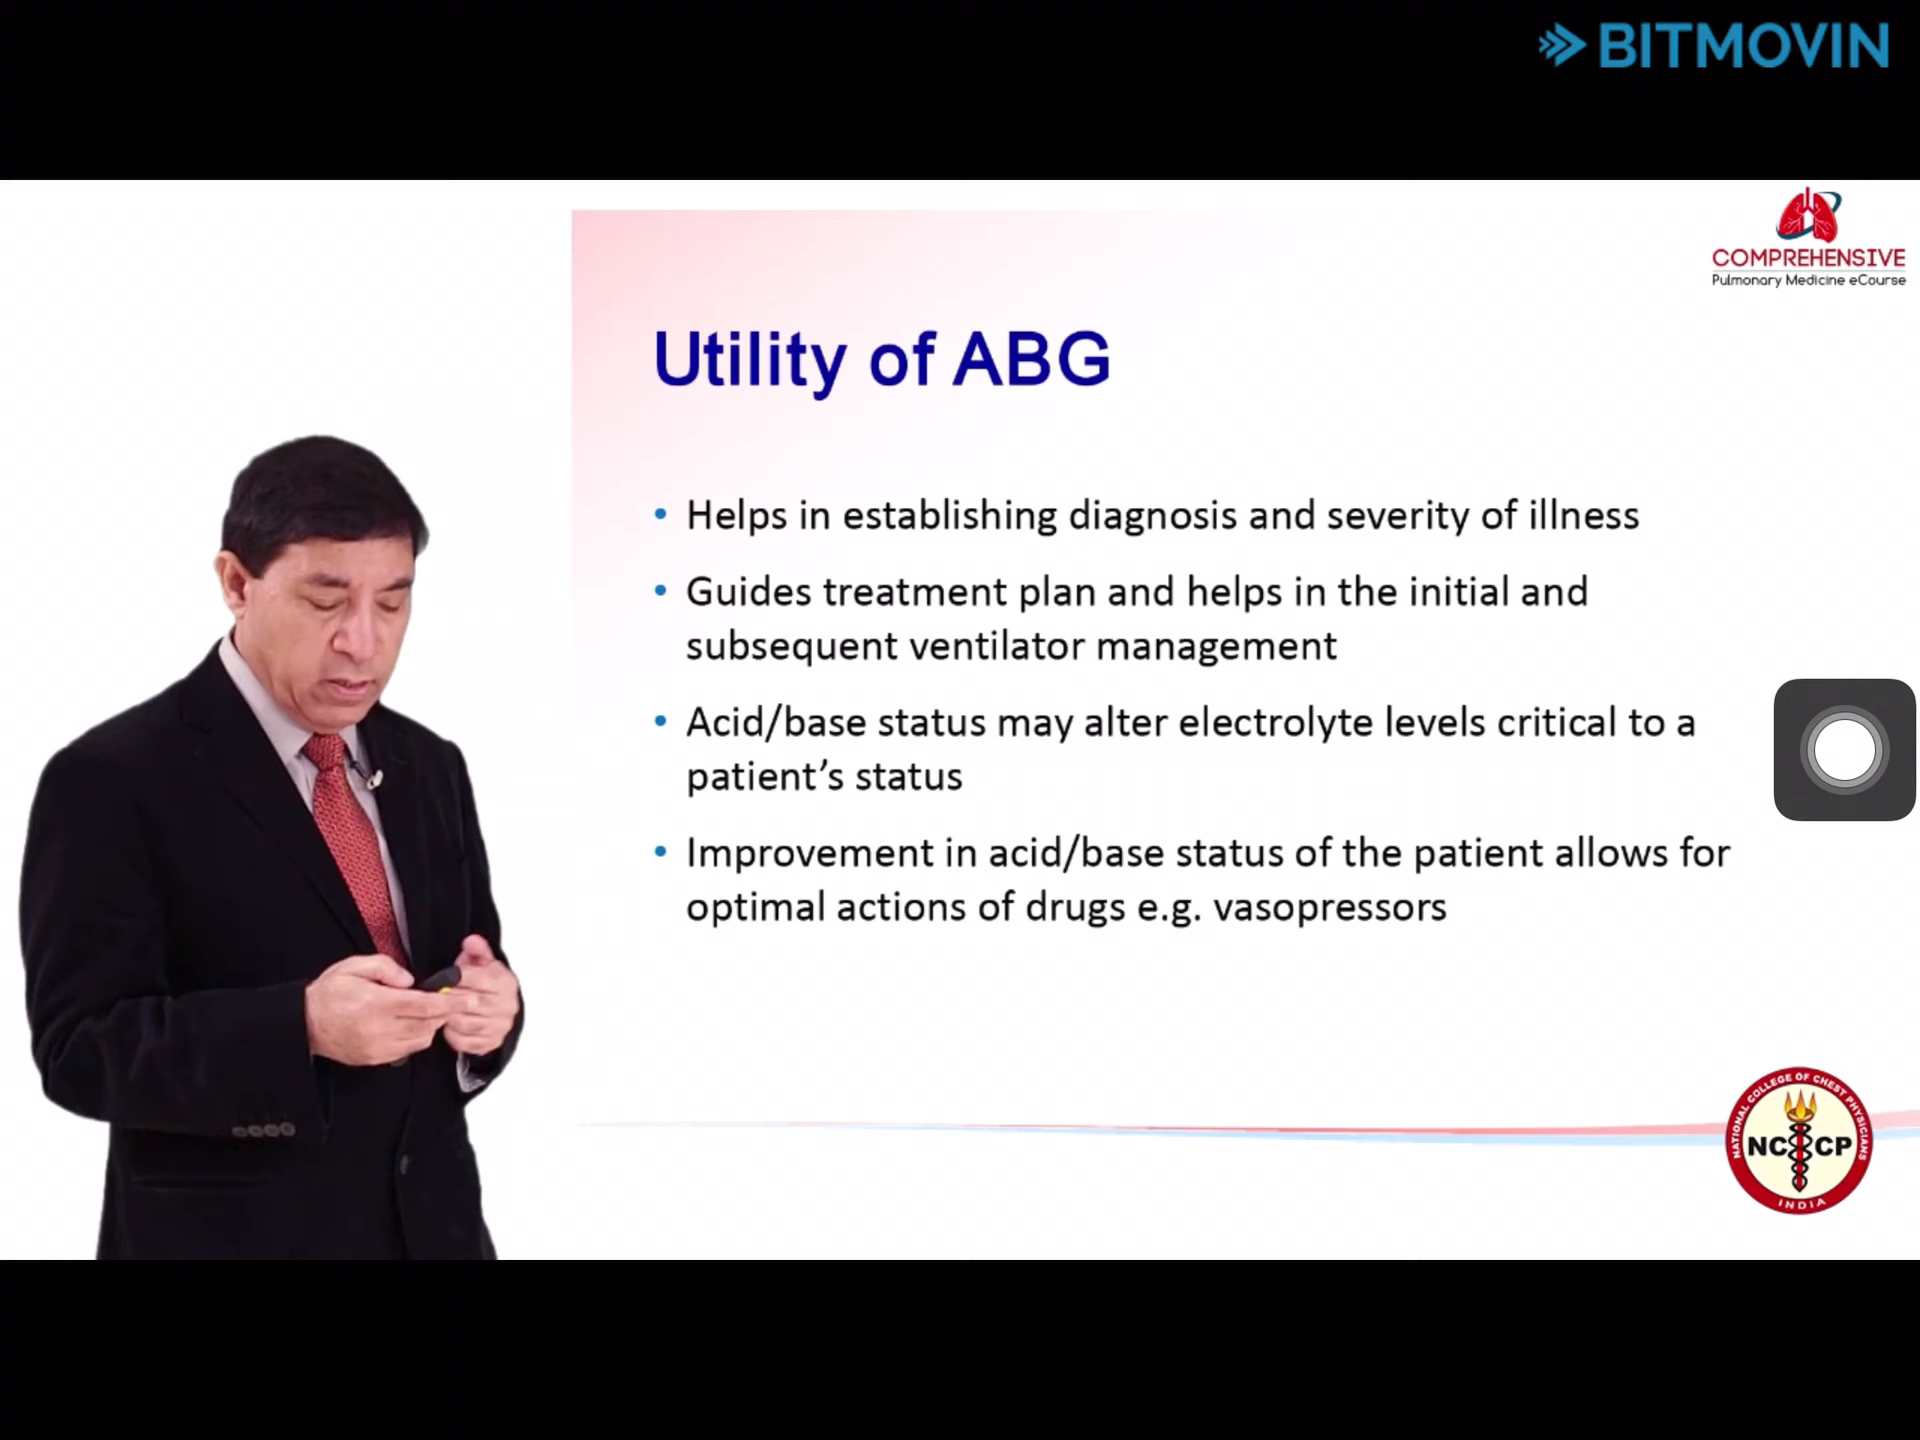 BITMOVIN
COMPREHENSIVE
Pulmonary Medicine eCourse
Utility of ABG
• Helps in establishing diagnosis and severity of illness
• Guides treatment plan and helps in the initial and
subsequent ventilator management
• Acid/base status may alter electrolyte levels critical to a
patient’s status
• Improvement in acid/base status of the patient allows for
optimal actions of drugs e.g. vasopressors
NATIONAL COLLEGE OF CHEST PHYSICIANS
NCCP
INDIA